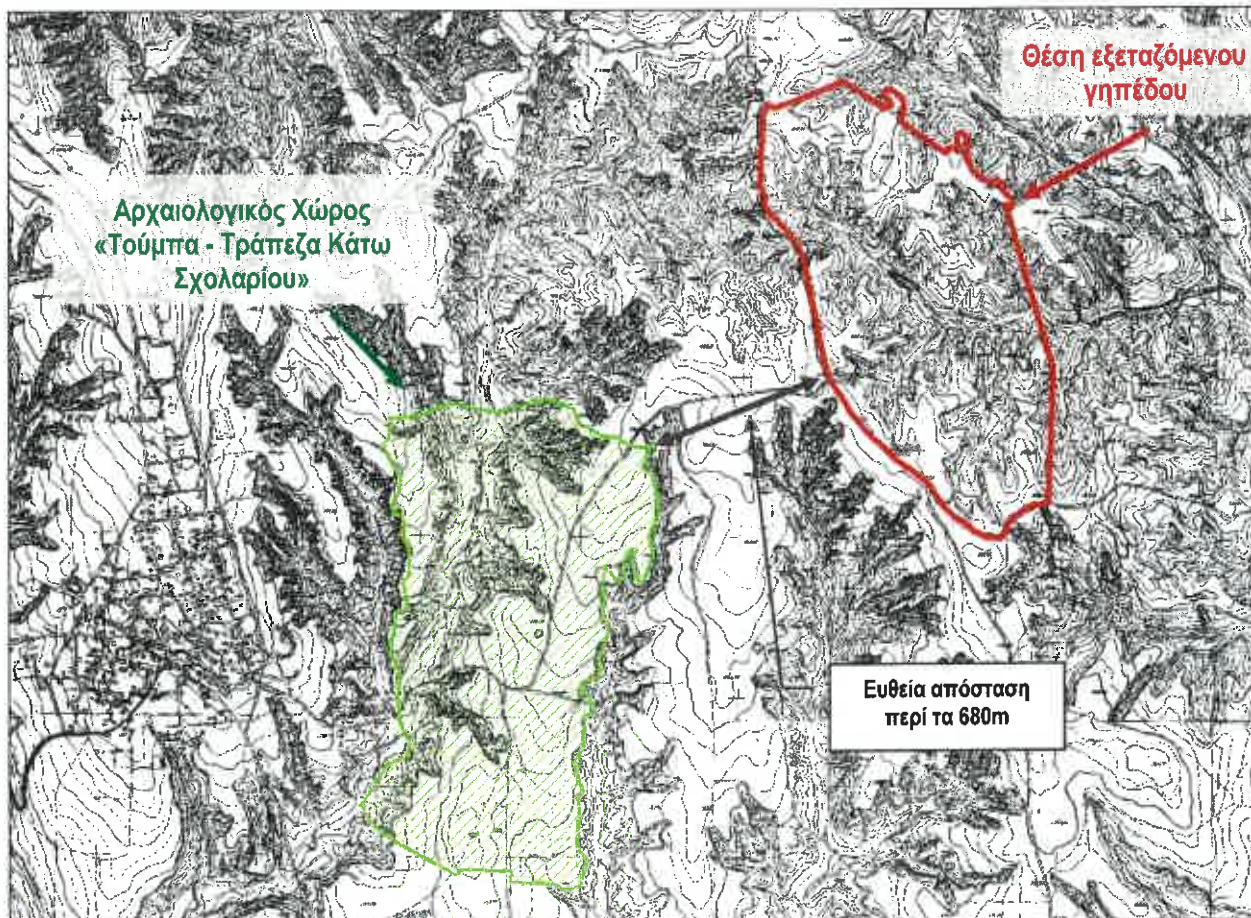 Θέση εξεταζόμενου
γηπέδου
Αρχαιολογικός Χώρος
«Τούμπα - Τράπεζα Κάτω
Σχολαρίου»
Ευθεία απόσταση
περί τα 680m